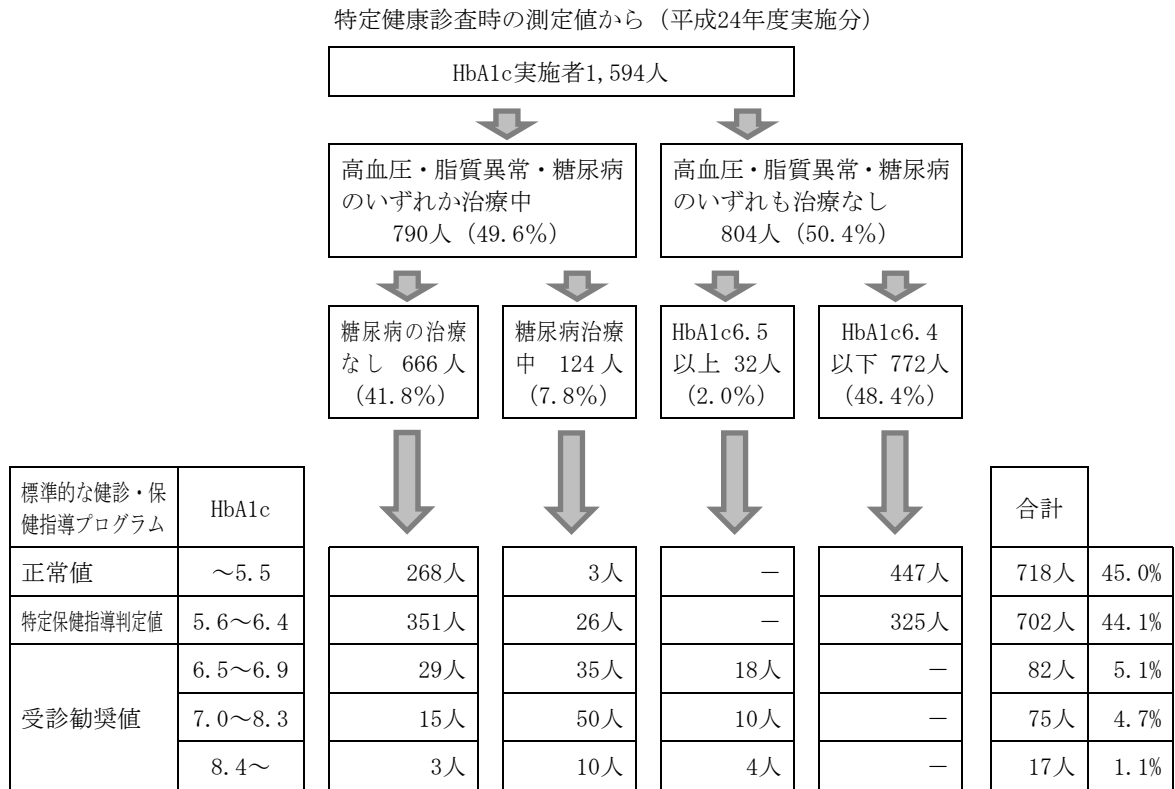 特定健康診査時の測定値から（平成24年度実施分）
HbA1c実施者1,594人
高血圧・脂質異常・糖尿病
のいずれか治療中
790人（49.6%）
高血圧・脂質異常・糖尿病
のいずれも治療なし
804人（50.4%）
糖尿病の治療
なし 666人
（41.8%）
糖尿病治療
中 124人
（7.8%）
HbA1c6.5
以上 32人
（2.0%）
HbA1c6.4
以下 772人
（48.4%）
標準的な健診・保
健指導プログラム
HbA1c
合計
正常値 ～5.5 268人 3人 － 447人 718人 45.0%
特定保健指導判定値 5.6～6.4 351人 26人 － 325人 702人 44.1%
6.5～6.9 29人 35人 18人 － 82人 5.1%
受診勧奨値 7.0～8.3 15人 50人 10人 － 75人 4.7%
8.4～ 3人 10人 4人 － 17人 1.1%